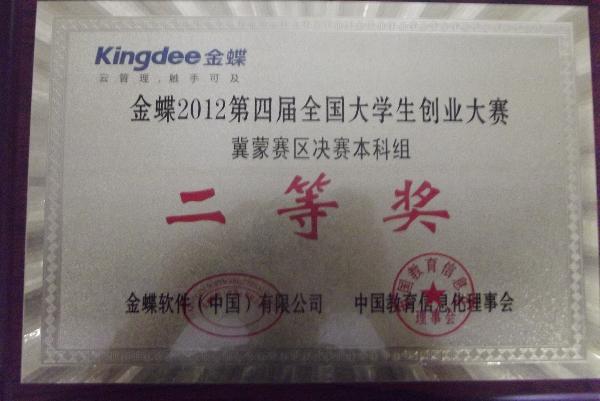 Kingdee金蝶
云管理,触手可及
金蝶2012第四届全国大学生创业大赛
冀蒙赛区决赛本科组
二等奖
金蝶软件(中国)有限公司 中国教育信息化理事会